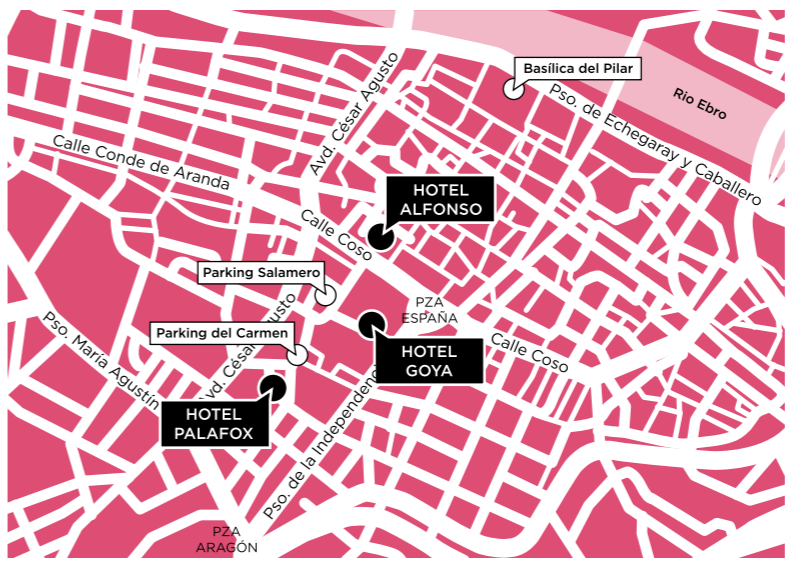 Basílica del Pilar
Rio Ebro
Avd. César Agusto
Pso. de Echegaray y Caballero
Calle Conde de Aranda
HOTEL
ALFONSO
Calle Coso
Parking Salamero
PZA
ESPAÑA
Parking del Carmen
Pso. María Agustín
Avd. César Agusto
HOTEL
GOYA
Calle Coso
HOTEL
PALAFOX
Pso. de la Independencia
PZA
ARAGÓN